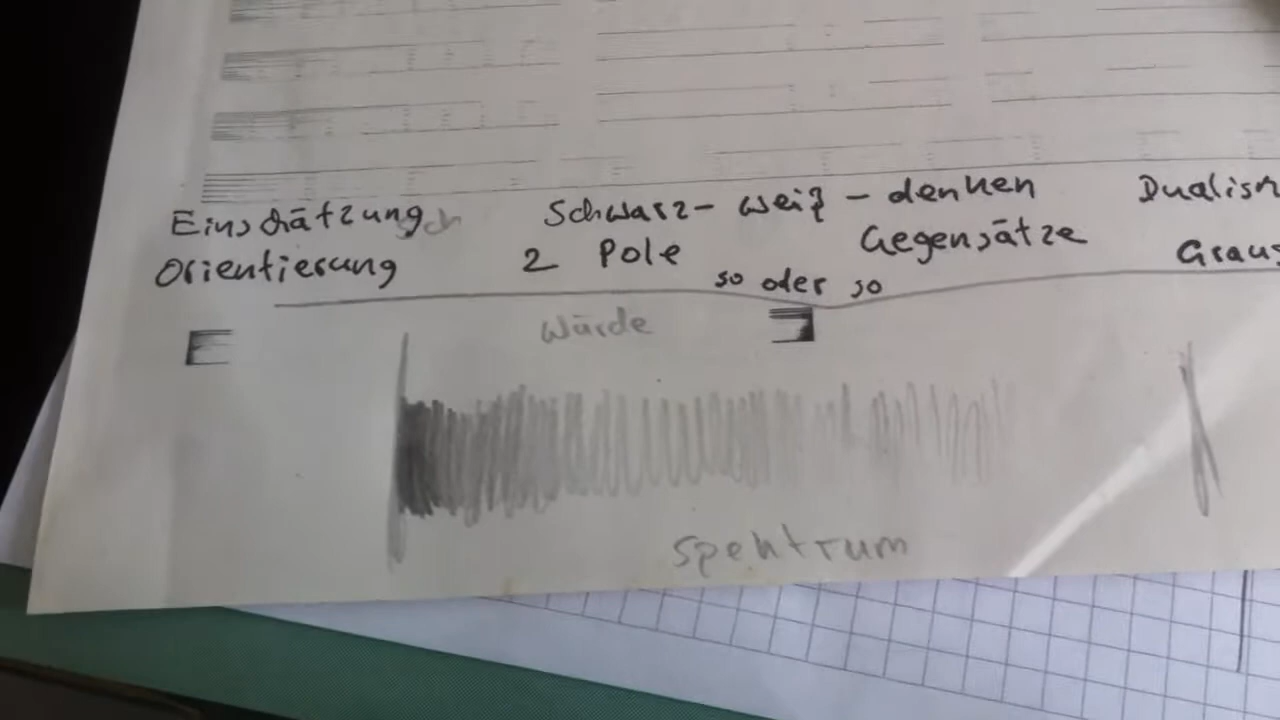 Einschätzung Schwarz-weiß-denken Dualism
Orientierung 2 Pole Gegensätze Graus
so oder so
Würde
Spektrum